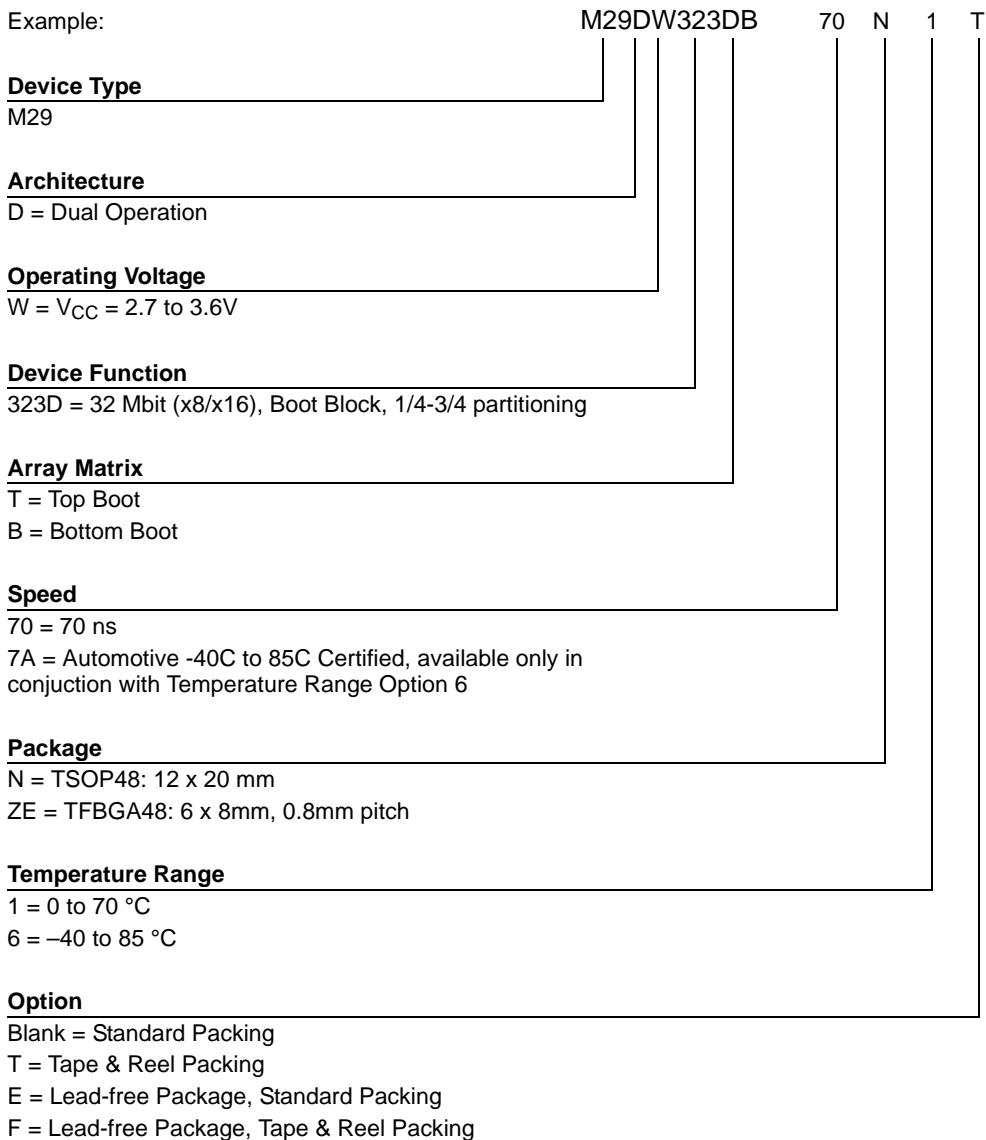 Example: M29DW323DB 70 N 1 T
Device Type
M29
Architecture
D = Dual Operation
Operating Voltage
W = VCC = 2.7 to 3.6V
Device Function
323D = 32 Mbit (x8/x16), Boot Block, 1/4-3/4 partitioning
Array Matrix
T = Top Boot
B = Bottom Boot
Speed
70 = 70 ns
7A = Automotive -40C to 85C Certified, available only in
conjuction with Temperature Range Option 6
Package
N = TSOP48: 12 x 20 mm
ZE = TFBGA48: 6 x 8mm, 0.8mm pitch
Temperature Range
1 = 0 to 70 °C
6 = –40 to 85 °C
Option
Blank = Standard Packing
T = Tape & Reel Packing
E = Lead-free Package, Standard Packing
F = Lead-free Package, Tape & Reel Packing